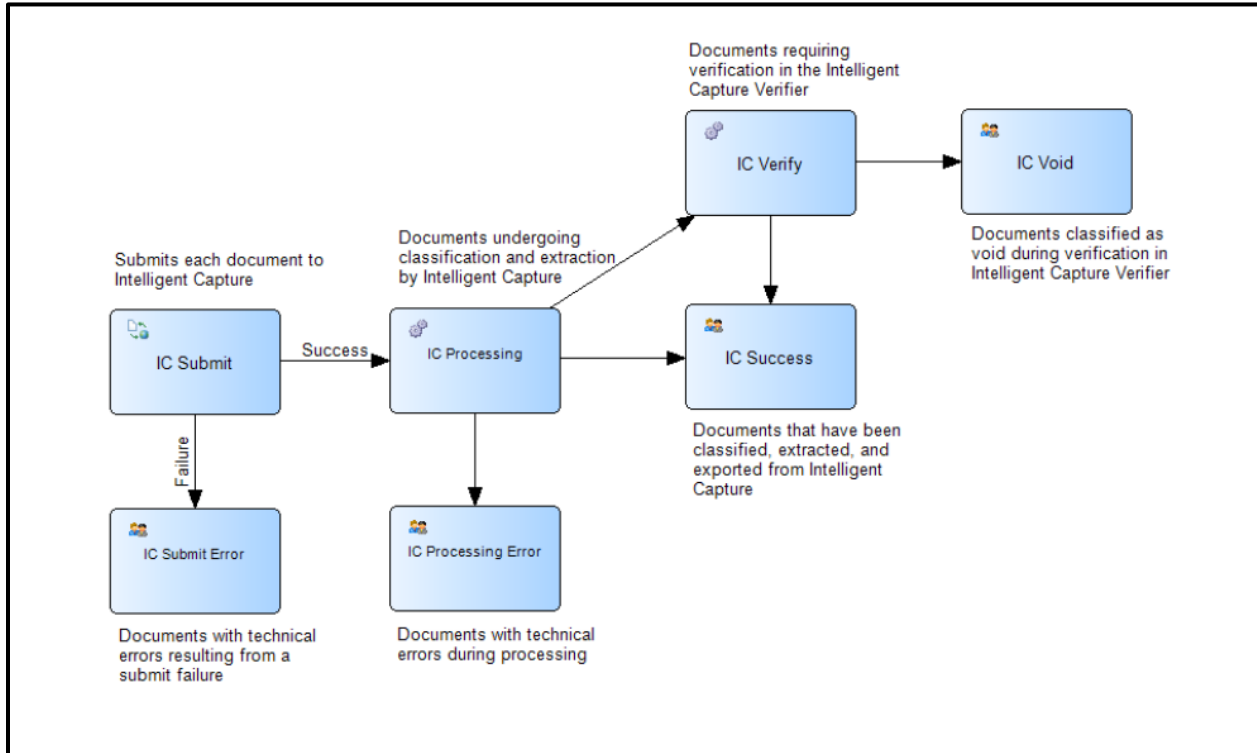 Documents requiring
verification in the Intelligent
Capture Verifier
IC Verify
IC Void
Documents classified as
void during verification in
Intelligent Capture Verifier
Documents undergoing
classification and extraction
by Intelligent Capture
Submits each document to
Intelligent Capture
IC Submit
Success
IC Processing
IC Success
Documents that have been
classified, extracted, and
exported from Intelligent
Capture
Failure
IC Submit Error
IC Processing Error
Documents with technical
errors resulting from a
submit failure
Documents with technical
errors during processing